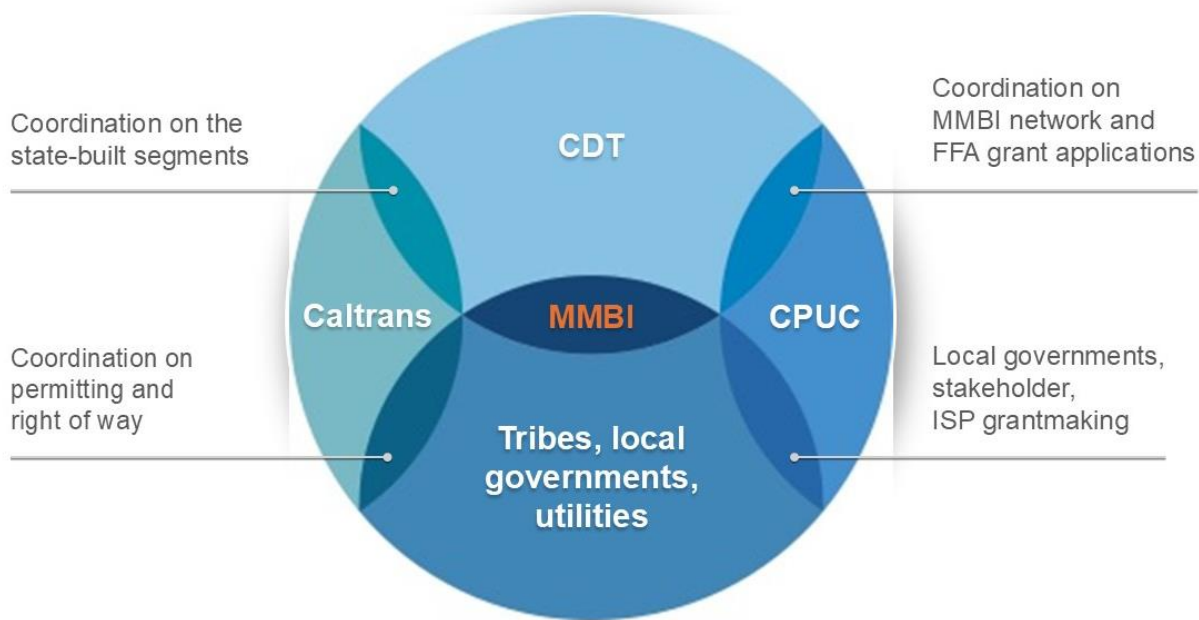 Coordination on the
state-built segments
CDT
Coordination on
MMBI network and
FFA grant applications
Caltrans
MMBI
CPUC
Coordination on
permitting and
right of way
Tribes, local
governments,
utilities
Local governments,
stakeholder,
ISP grantmaking